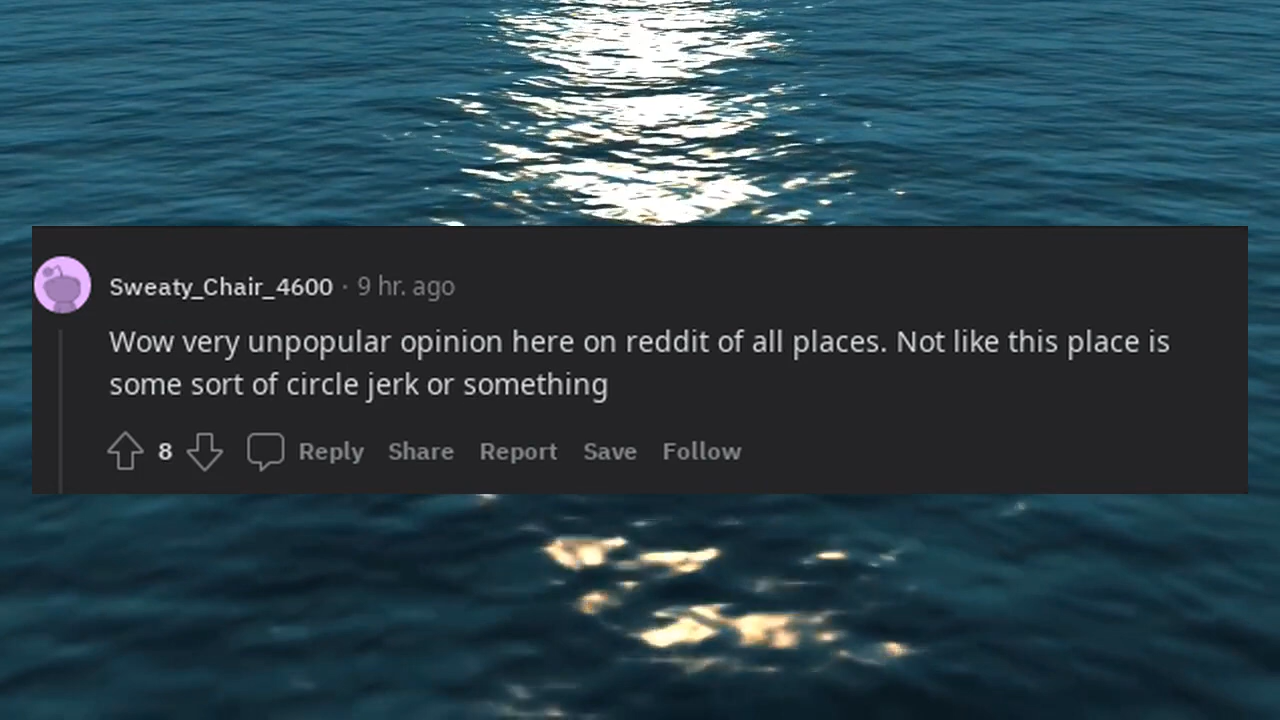 Sweaty_Chair_4600 · 9 hr. ago
Wow very unpopular opinion here on reddit of all places. Not like this place is
some sort of circle jerk or something
8 Reply Share Report Save Follow